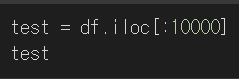 test = df.iloc[:10000]
test